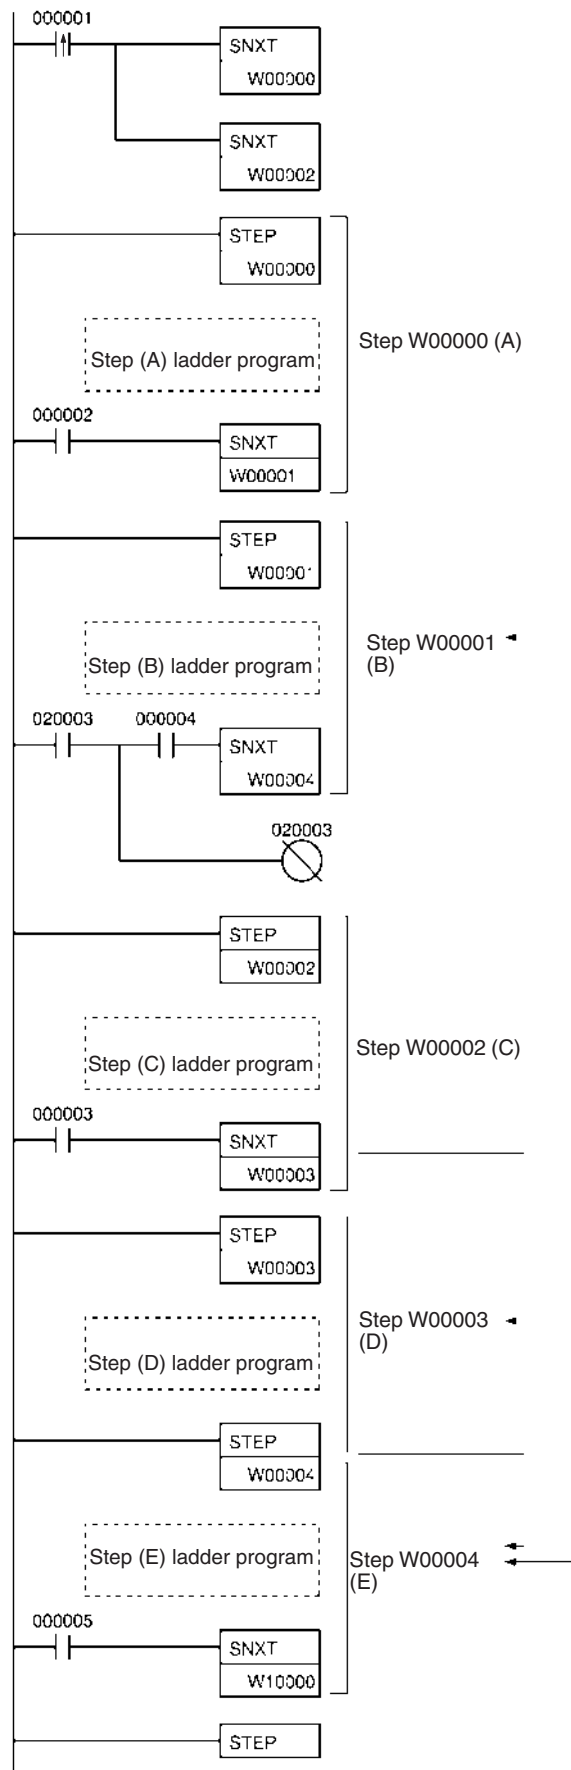 000001
SNXT
W00000
SNXT
W00002
STEP
W00000
Step W00000 (A)
Step (A) ladder program
000002
SNXT
W00001
STEP
W00001
Step W00001
(B)
Step (B) ladder program
020003
000004
SNXT
W00004
020003
STEP
W00002
Step W00002 (C)
Step (C) ladder program
000003
SNXT
W00003
STEP
W00003
Step W00003
(D)
Step (D) ladder program
STEP
W00004
Step (E) ladder program
Step W00004
(E)
000005
SNXT
W10000
STEP